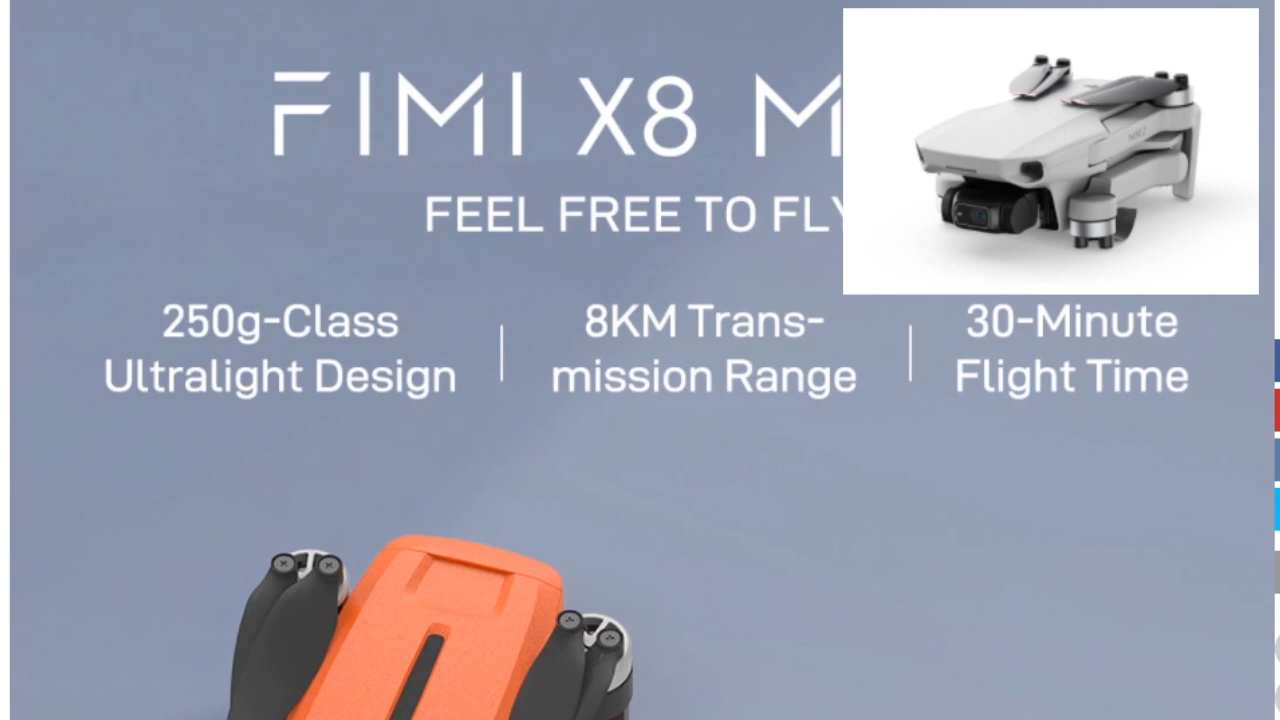 FIMI X8 M
FEEL FREE TO FLY
250g-Class
Ultralight Design
8KM Trans-
mission Range
30-Minute
Flight Time